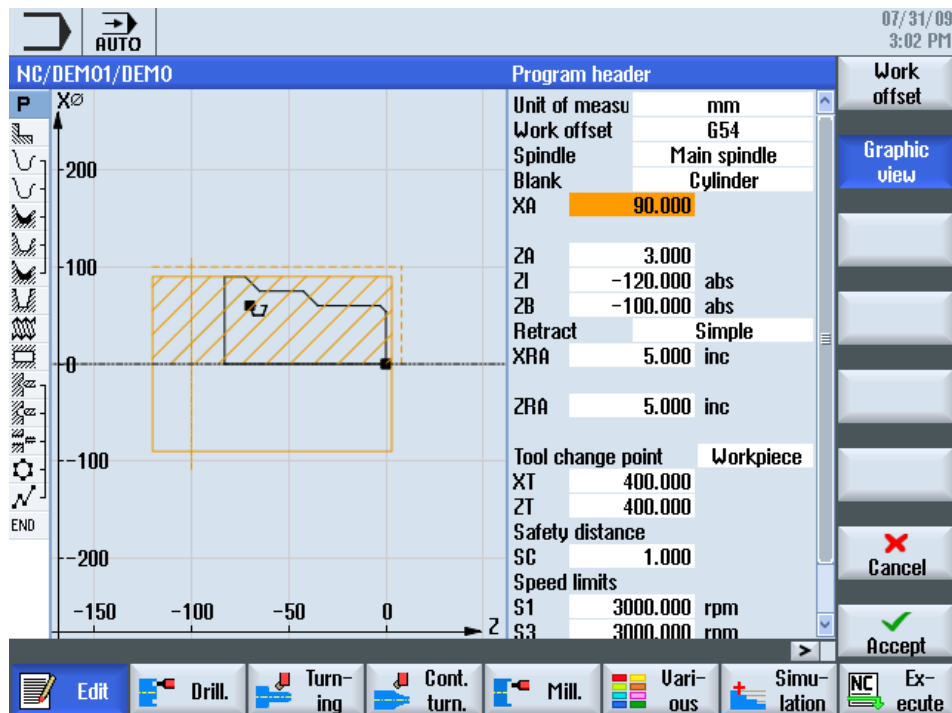 AUTO
07/31/09
3:02 PM
NC/DEMO1/DEMO
Program header
P
XØ
200
100
0
-100
-200
-150
-100
-50
0
Z
END
Unit of measu mm
Work offset G54
Spindle Main spindle
Blank Cylinder
XA 90.000
ZA 3.000
ZI -120.000 abs
ZB -100.000 abs
Retract Simple
XRA 5.000 inc
ZRA 5.000 inc
Tool change point Workpiece
XT 400.000
ZT 400.000
Safety distance
SC 1.000
Speed limits
S1 3000.000 rpm
S3 3000.000 rpm
Work
offset
Graphic
view
Cancel
Accept
>
Edit
Drill.
Turn-
ing
Cont.
turn.
Mill.
Vari-
ous
Simu-
lation
NC
Ex-
ecute